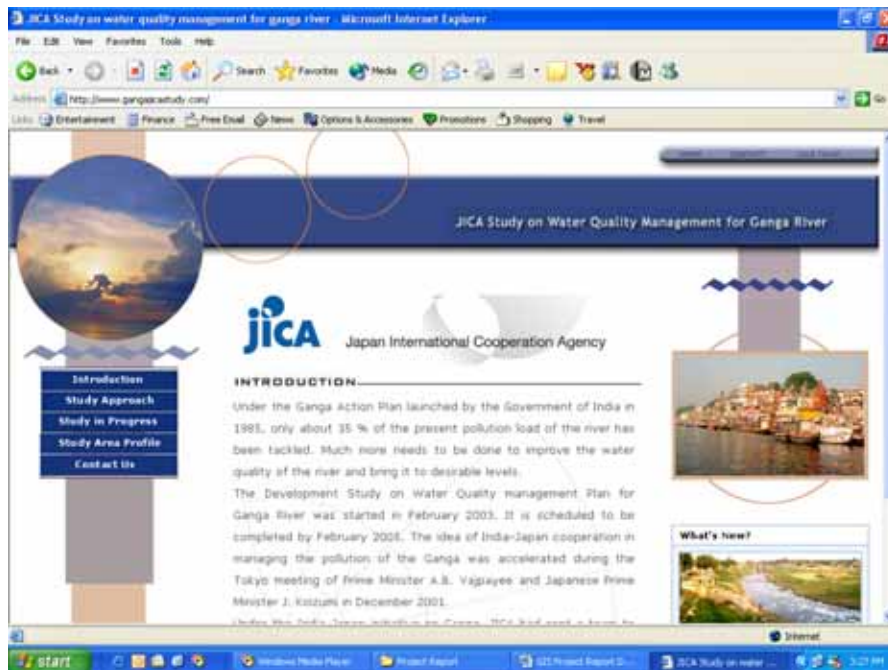 JICA Study on water quality management for ganga river - Microsoft Internet Explorer
File Edit View Favorites Tools Help
Back Search Favorites Media
Address http://www.gangajicastudy.com/ Go
Links Entertainment Finance Free Email News Options & Accessories Promotions Shopping Travel
JICA Study on Water Quality Management for Ganga River
jICA Japan International Cooperation Agency
Introduction
Study Approach
Study in Progress
Study Area Profile
Contact Us
INTRODUCTION
Under the Ganga Action Plan launched by the Government of India in
1985, only about 35 % of the present pollution load of the river has
been tackled. Much more needs to be done to improve the water
quality of the river and bring it to desirable levels.
The Development Study on Water Quality management Plan for
Ganga River was started in February 2003. It is scheduled to be
completed by February 2005. The idea of India-Japan cooperation in
managing the pollution of the Ganga was accelerated during the
Tokyo meeting of Prime Minister A.B. Vajpayee and Japanese Prime
Minister J. Koizumi in December 2001.
What's New?
Internet
start Windows Media Player Project Report GIS Project Report D... JICA Study on water 5:21 PM